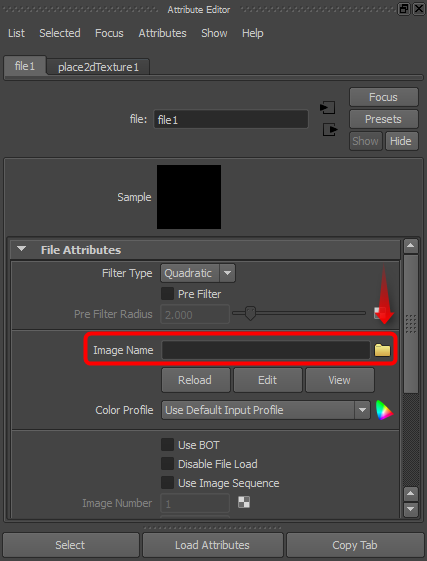 Attribute Editor
List Selected Focus Attributes Show Help
file1 place2dTexture1
Focus
file: file1
Presets
Show Hide
Sample
File Attributes
Filter Type Quadratic
Pre Filter
Pre Filter Radius 2.000
Image Name
Reload Edit View
Color Profile Use Default Input Profile
Use BOT
Disable File Load
Use Image Sequence
Image Number 1
Select Load Attributes Copy Tab